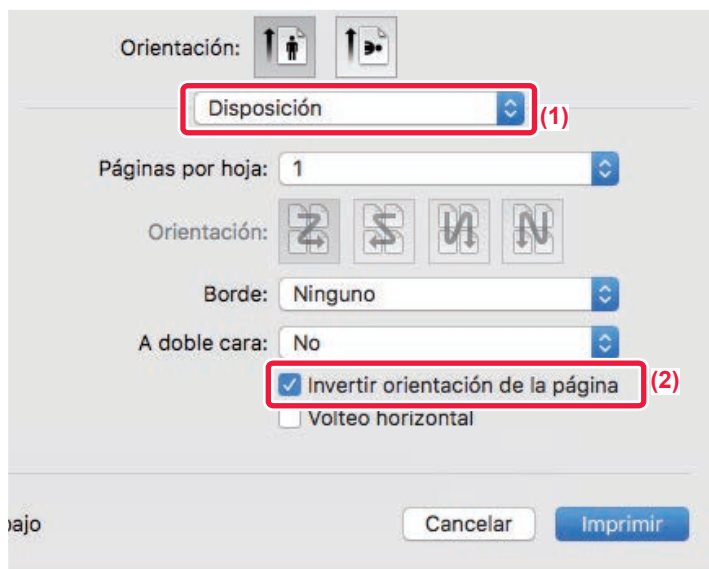 Orientación:
Disposición
(1)
Páginas por hoja: 1
Orientación:
Borde: Ninguno
A doble cara: No
Invertir orientación de la página
(2)
Volteo horizontal
bajo
Cancelar
Imprimir